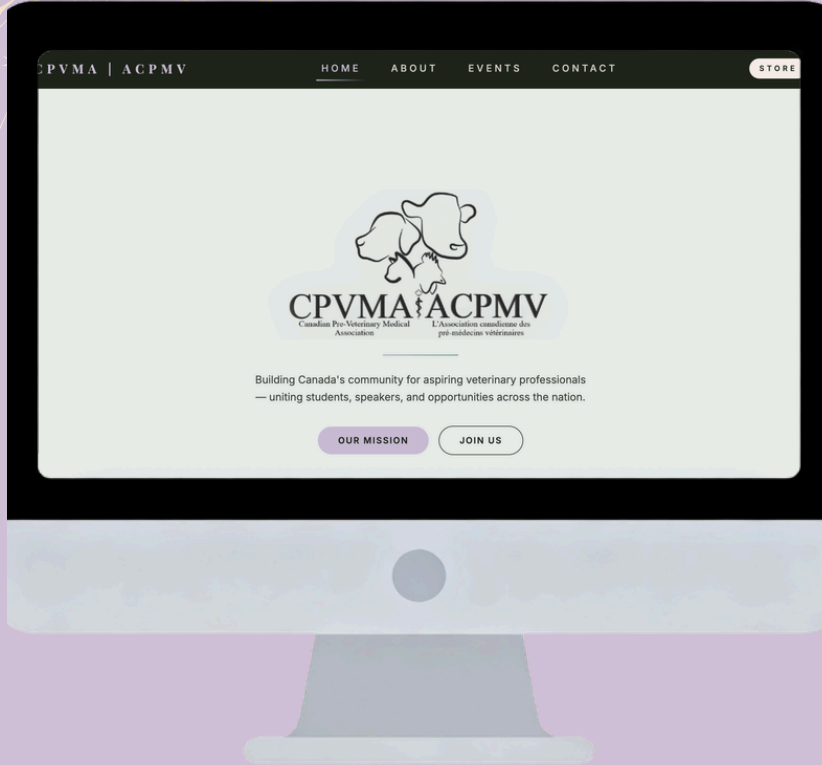 CPVMA | ACPMV
HOME
ABOUT
EVENTS
CONTACT
STORE
CPVMA ACPMV
Canadian Pre-Veterinary Medical
Association
L'Association canadienne des
pré-médecins vétérinaires
Building Canada's community for aspiring veterinary professionals
— uniting students, speakers, and opportunities across the nation.
OUR MISSION
JOIN US